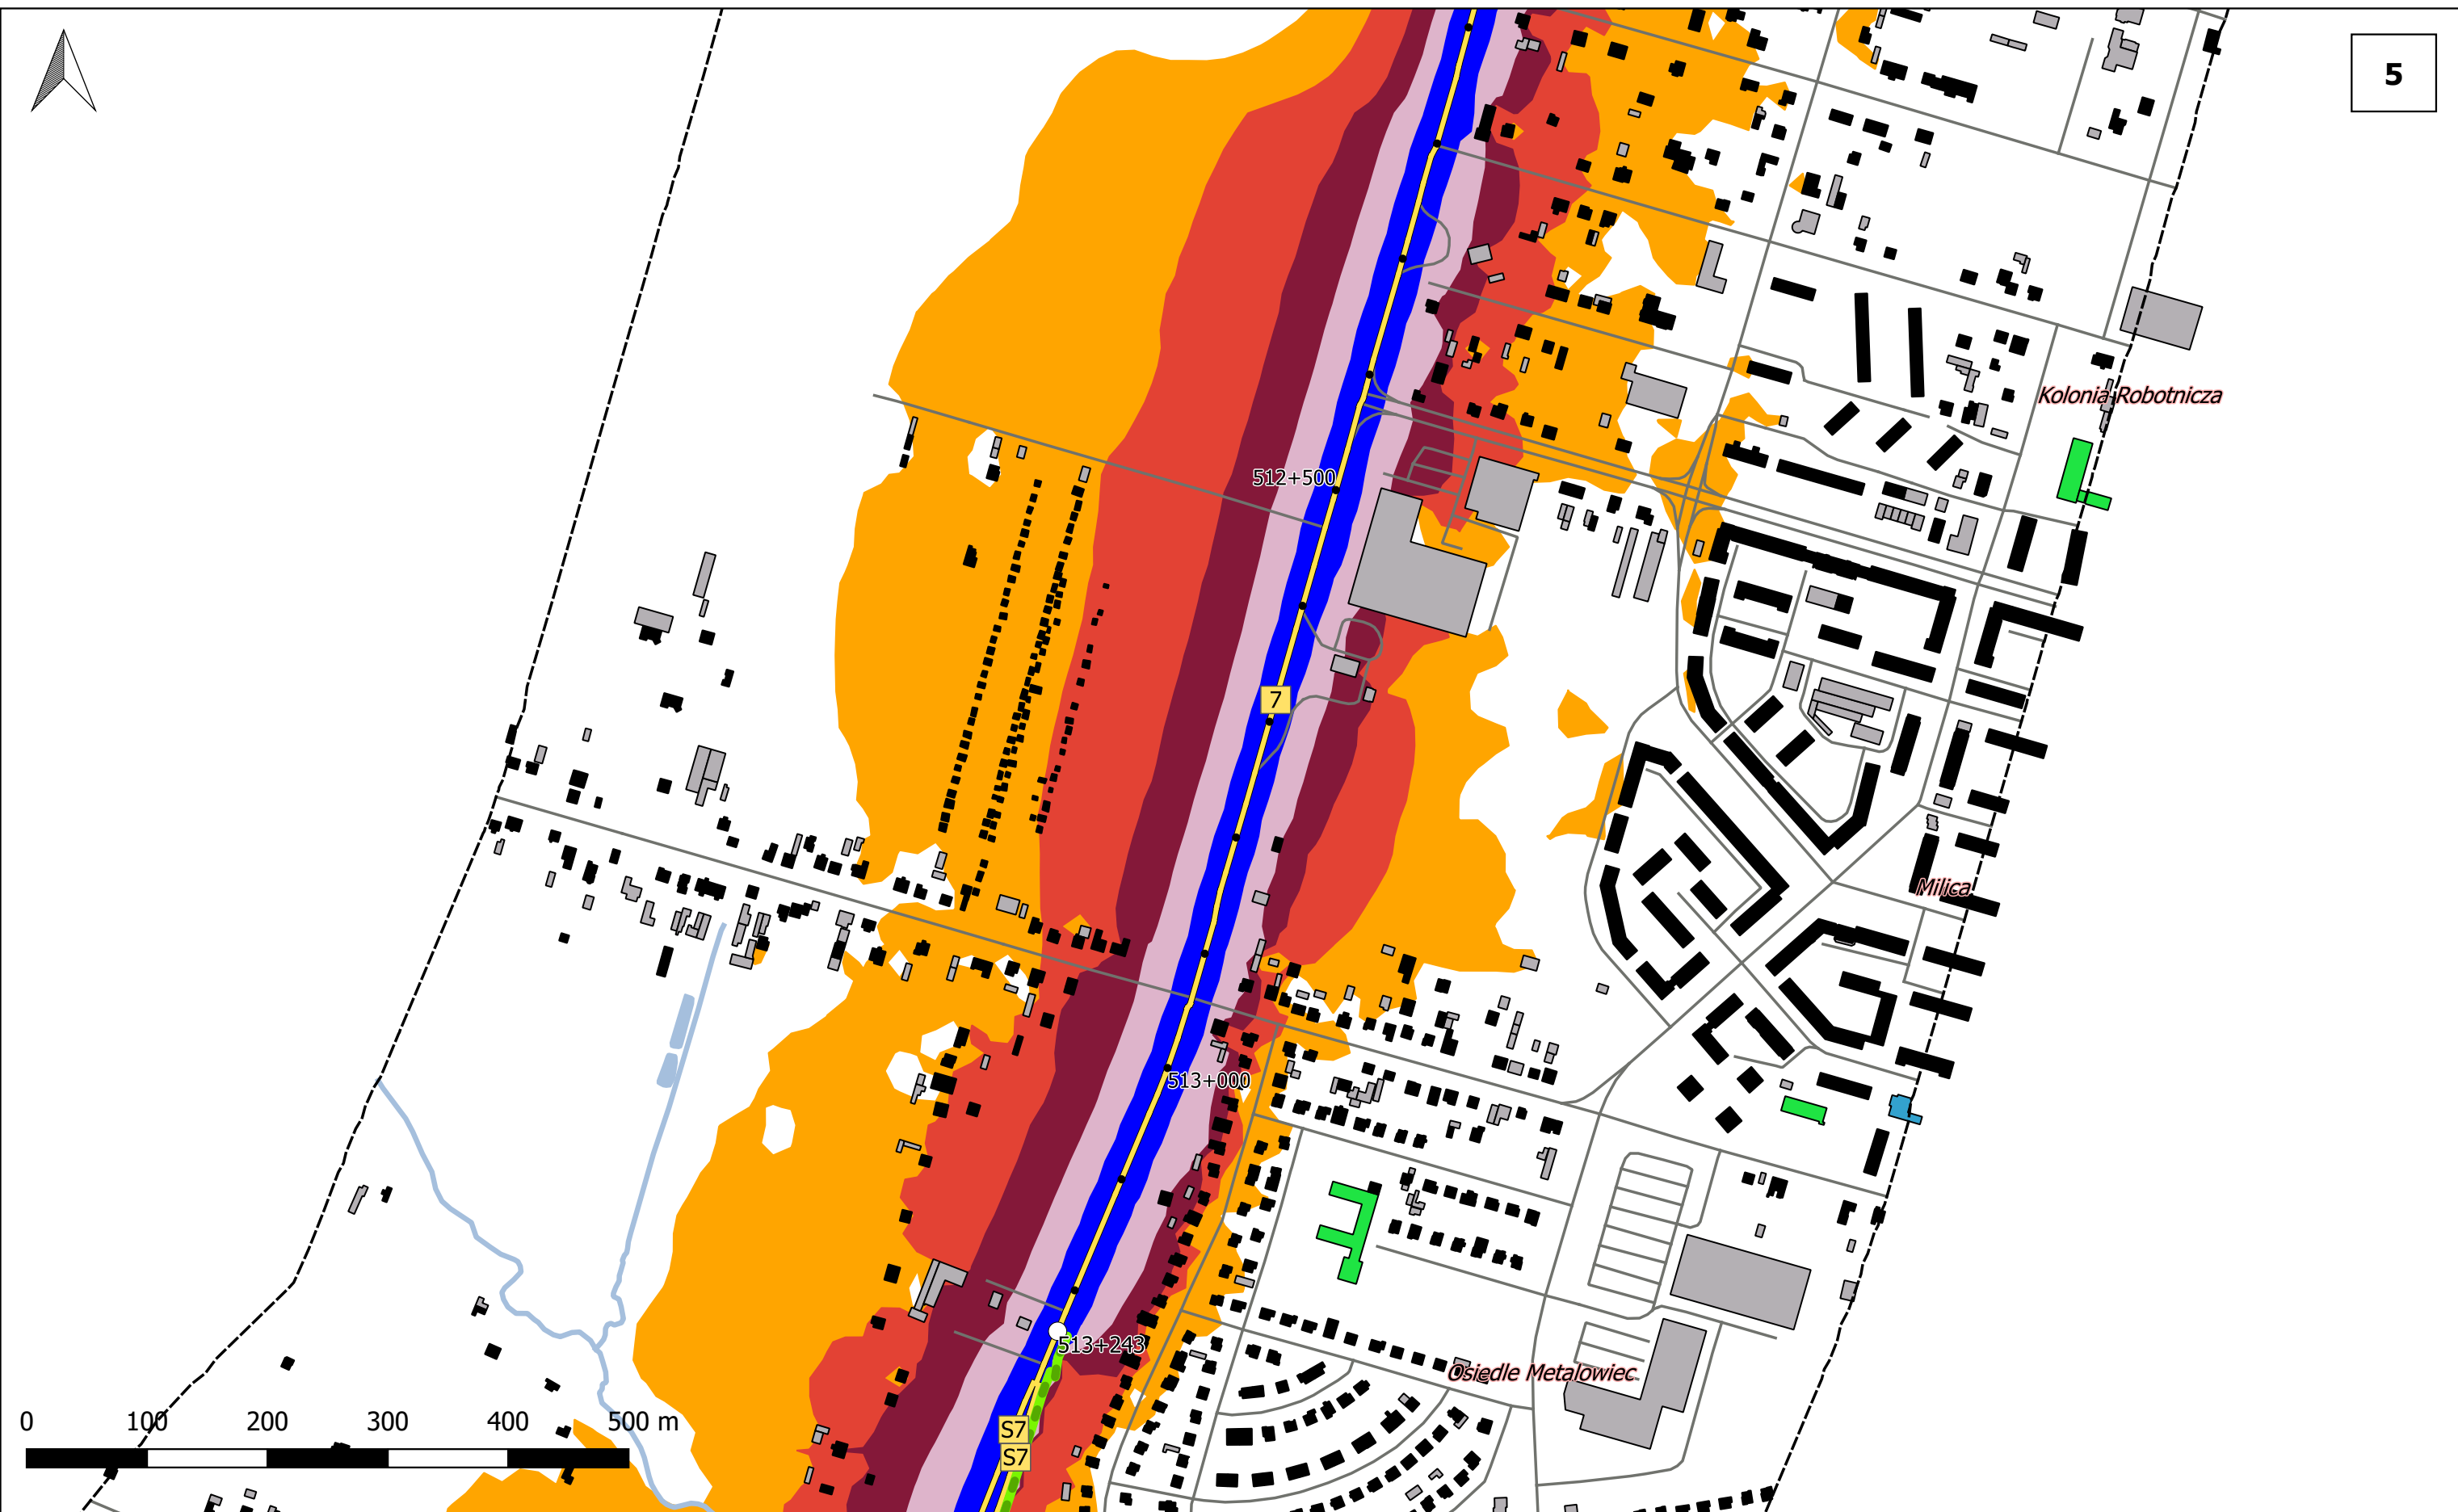 5
Kolonia Robotnicza
512+500
7
Milica
513+000
513+243
Osiedle Metalowiec
S7
S7
0 100 200 300 400 500 m